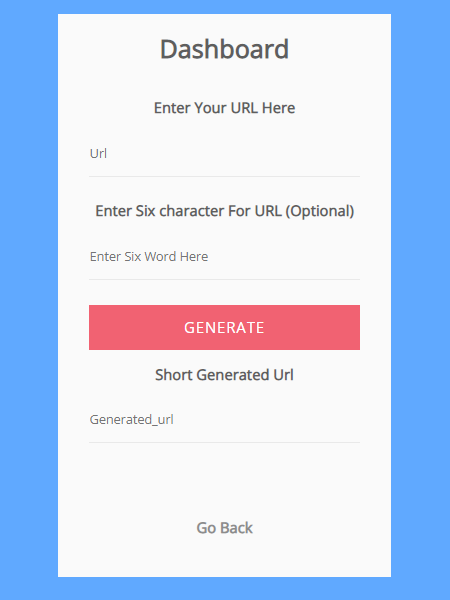 Dashboard
Enter Your URL Here
Url
Enter Six character For URL (Optional)
Enter Six Word Here
GENERATE
Short Generated Url
Generated_url
Go Back